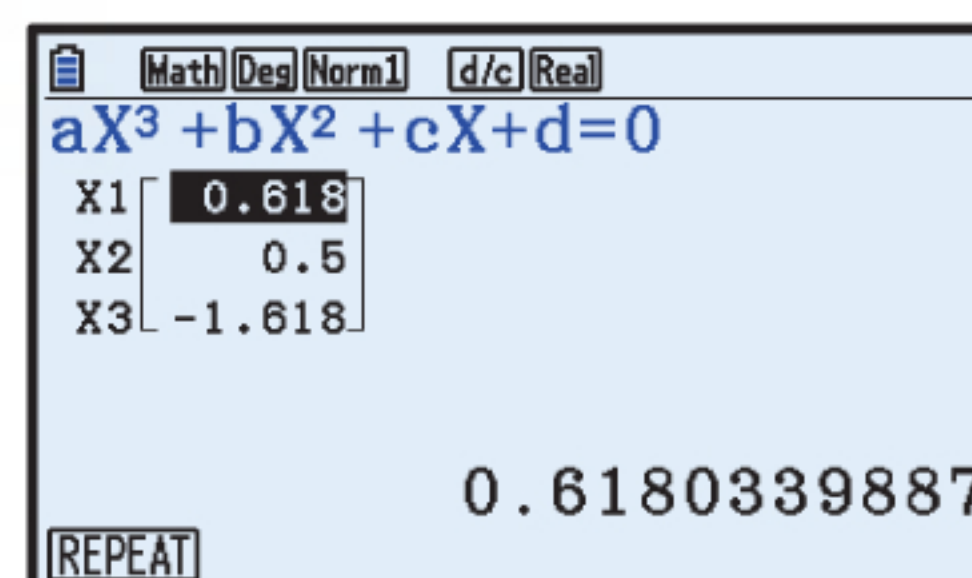 Math Deg Norm1 d/c Real
aX³ +bX² +cX+d=0
X1[ 0.618]
X2 0.5
X3 -1.618
0.6180339887
REPEAT